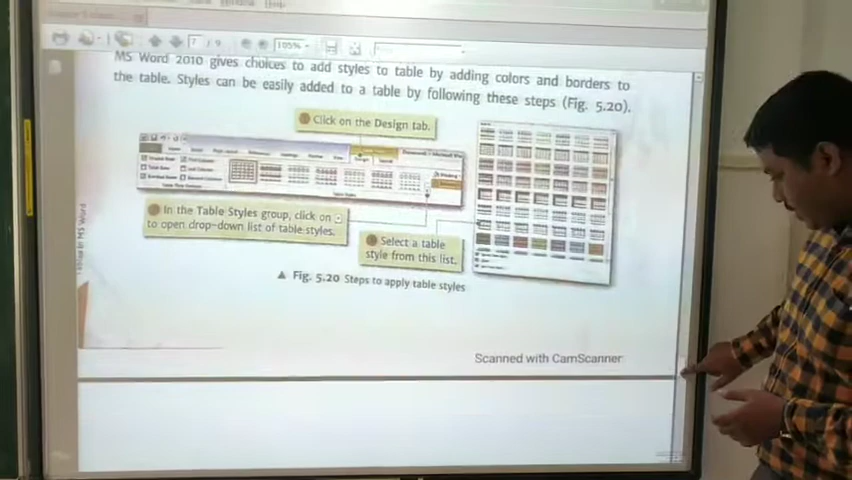 7 / 9
105%
MS Word 2010 gives choices to add styles to table by adding colors and borders to
the table. Styles can be easily added to a table by following these steps (Fig. 5.20).
Click on the Design tab.
In the Table Styles group, click on
to open drop-down list of table styles.
Select a table
style from this list.
▲ Fig. 5.20 Steps to apply table styles
Scanned with CamScanner